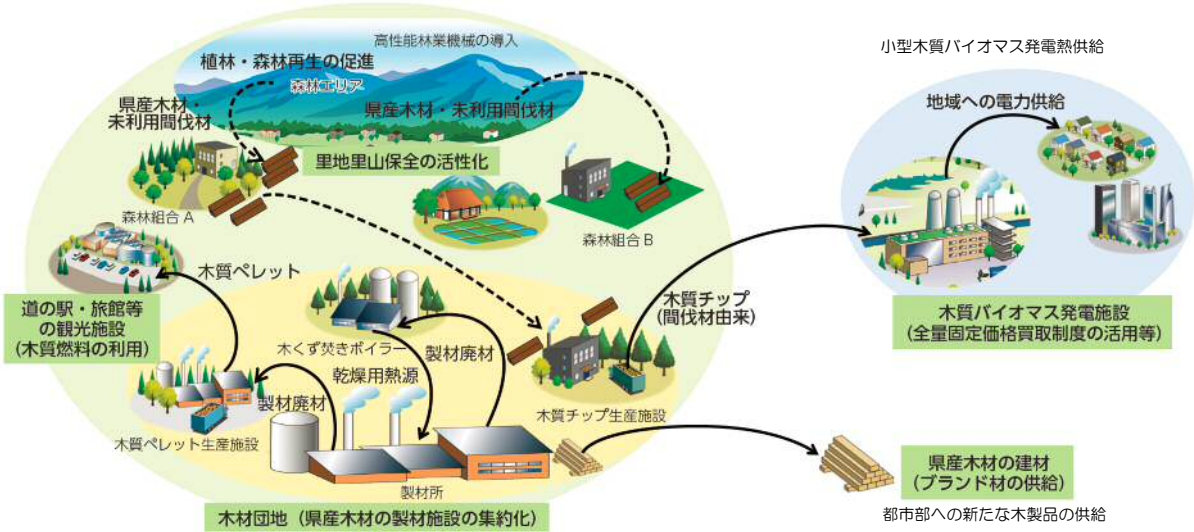 高性能林業機械の導入
植林・森林再生の促進
森林エリア
県産木材・
未利用間伐材
県産木材・未利用間伐材
里地里山保全の活性化
森林組合A
森林組合B
小型木質バイオマス発電熱供給
地域への電力供給
木質バイオマス発電施設
(全量固定価格買取制度の活用等)
木質ペレット
道の駅・旅館等
の観光施設
(木質燃料の利用)
木質チップ
(間伐材由来)
木くず焚きボイラー
製材廃材
乾燥用熱源
製材廃材
木質ペレット生産施設
木質チップ生産施設
製材所
木材団地(県産木材の製材施設の集約化)
県産木材の建材
(ブランド材の供給)
都市部への新たな木製品の供給